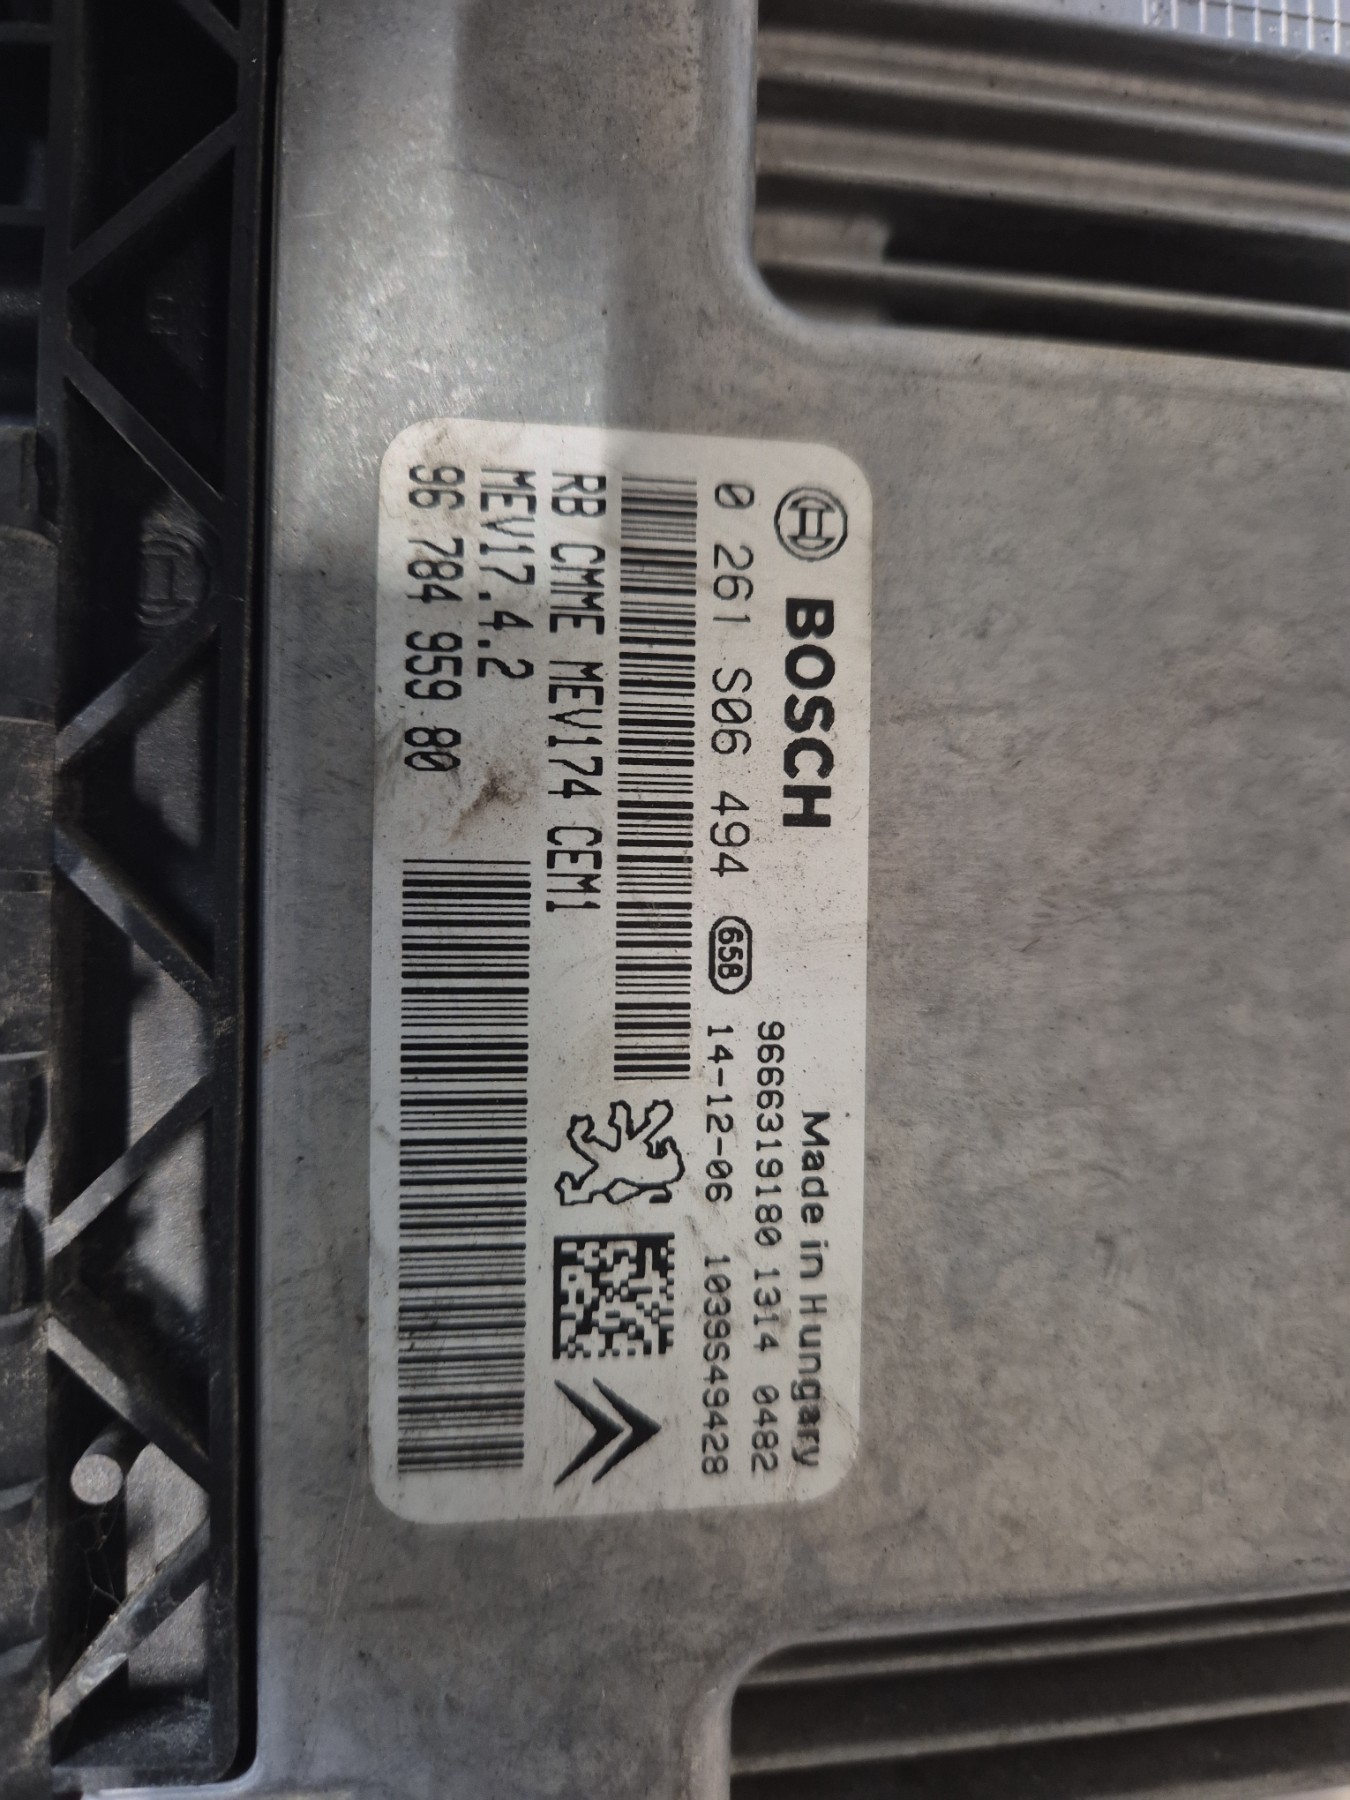 BOSCH
Made in Hungary
9666319180 1314 0482
0 261 S06 494 658 14-12-06 1039S49428
RB CMME MEV174 CEM1
MEV17.4.2
96 784 959 80